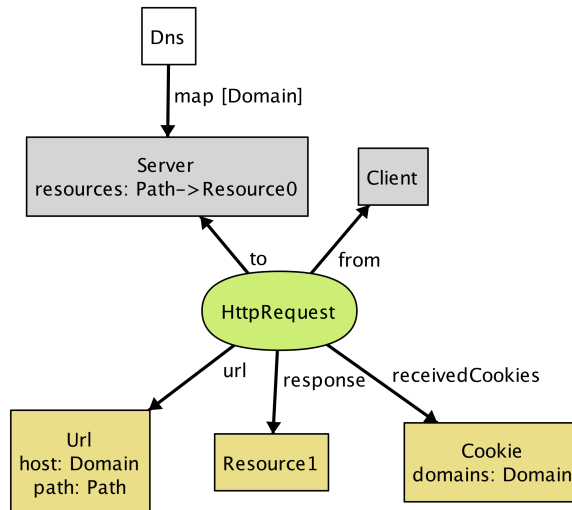 Dns
map [Domain]
Server
resources: Path->Resource0
Client
to
from
HttpRequest
url
response
receivedCookies
Url
host: Domain
path: Path
Resource1
Cookie
domains: Domain